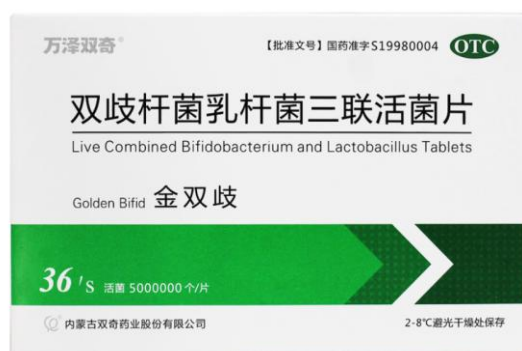 万泽双奇®
【批准文号】国药准字S19980004 OTC
双歧杆菌乳杆菌三联活菌片
Live Combined Bifidobacterium and Lactobacillus Tablets
Golden Bifid 金双歧
36's 活菌 5000000 个/片
内蒙古双奇药业股份有限公司 2-8℃避光干燥处保存